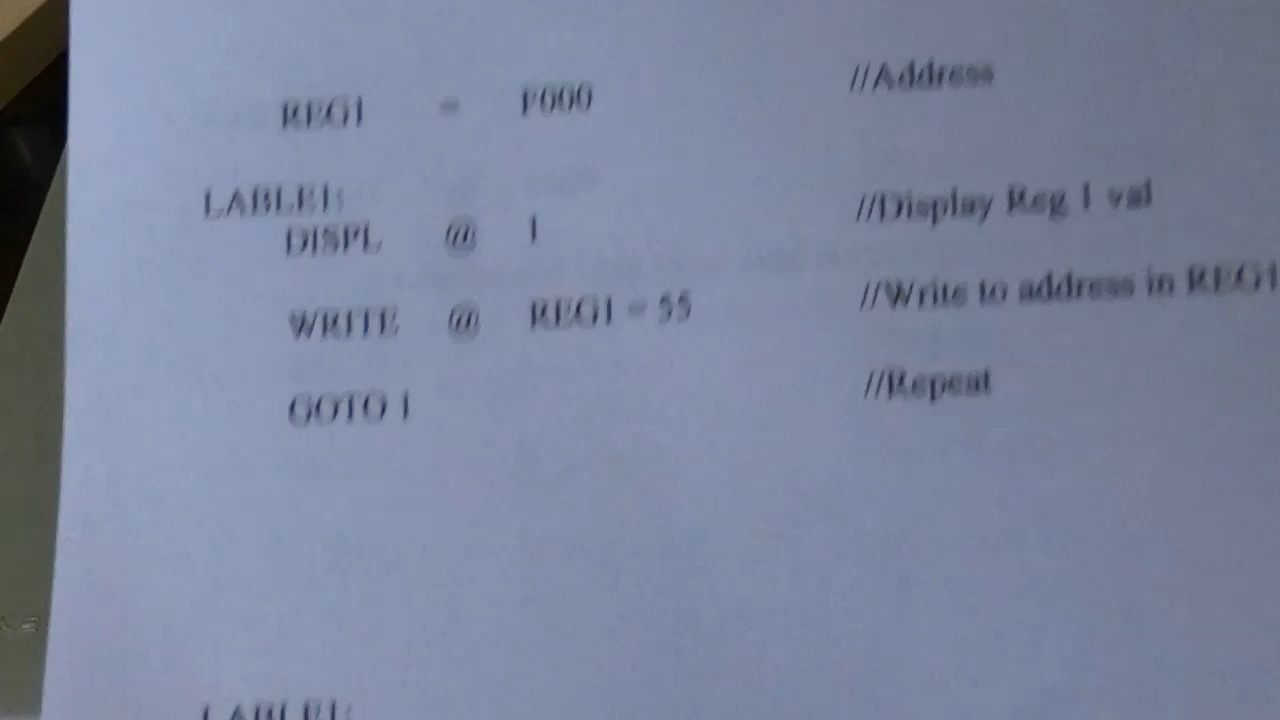 REG1 = F000 //Address
LABLE1:
DISPL @ 1 //Display Reg 1 val
WRITE @ REG1 = 55 //Write to address in REG1
GOTO 1 //Repeat
LABLE1: